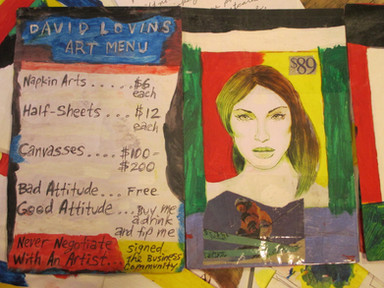 DAVID LOVINS
ART MENU
Napkin Arts ..... $6
each
Half-Sheets .... $12
each
Canvasses ..... $100-
$200
Bad Attitude ... Free
Good Attitude ... Buy me
a drink
and tip me
Never Negotiate
With An Artist...
signed
the Business
Community
$89